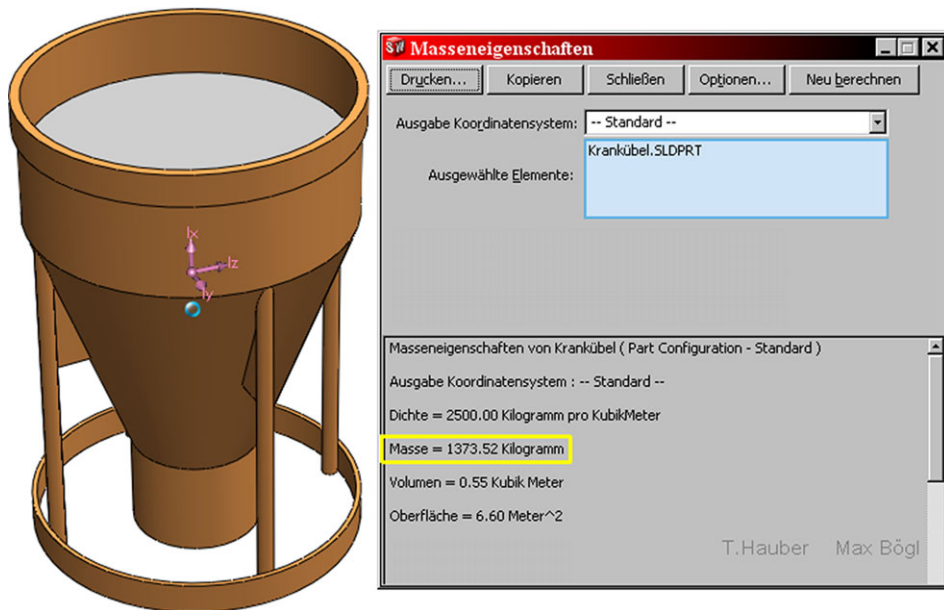 Ix
Iz
Iy
Masseneigenschaften
Drucken... Kopieren Schließen Optionen... Neu berechnen
Ausgabe Koordinatensystem: -- Standard --
Krankübel.SLDPRT
Ausgewählte Elemente:
Masseneigenschaften von Krankübel ( Part Configuration - Standard )
Ausgabe Koordinatensystem : -- Standard --
Dichte = 2500.00 Kilogramm pro KubikMeter
Masse = 1373.52 Kilogramm
Volumen = 0.55 Kubik Meter
Oberfläche = 6.60 Meter^2
T.Hauber Max Bögl